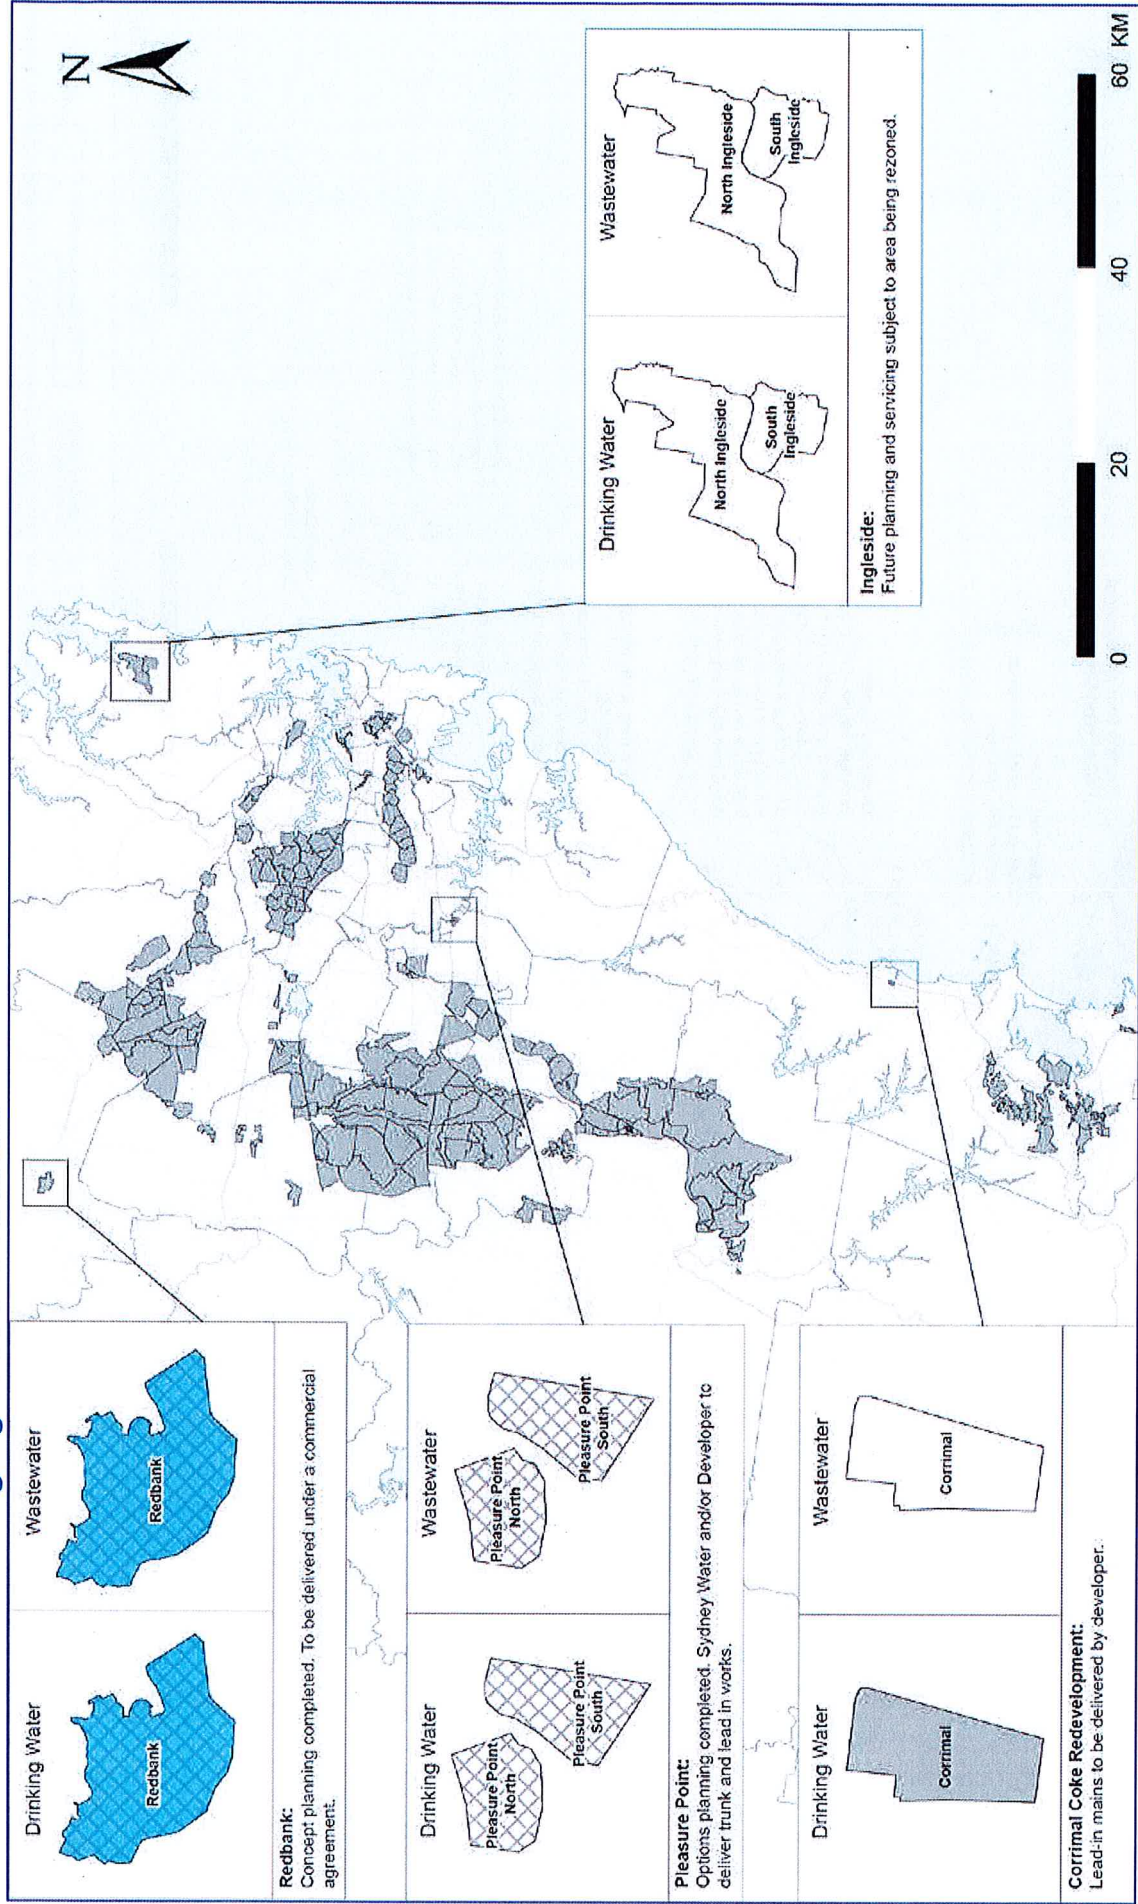 N
Drinking Water
Wastewater
Redbank
Redbank
Redbank:
Concept planning completed. To be delivered under a commercial
agreement.
Drinking Water
Wastewater
Pleasure Point
North
Pleasure Point
South
Pleasure Point
North
Pleasure Point
South
Pleasure Point:
Options planning completed. Sydney Water and/or Developer to
deliver trunk and lead in works.
Drinking Water
Wastewater
Corrimal
Corrimal
Corrimal Coke Redevelopment:
Lead-in mains to be delivered by developer.
Drinking Water
Wastewater
North Ingleside
South
Ingleside
North Ingleside
South
Ingleside
Ingleside:
Future planning and servicing subject to area being rezoned.
0 20 40 60 KM